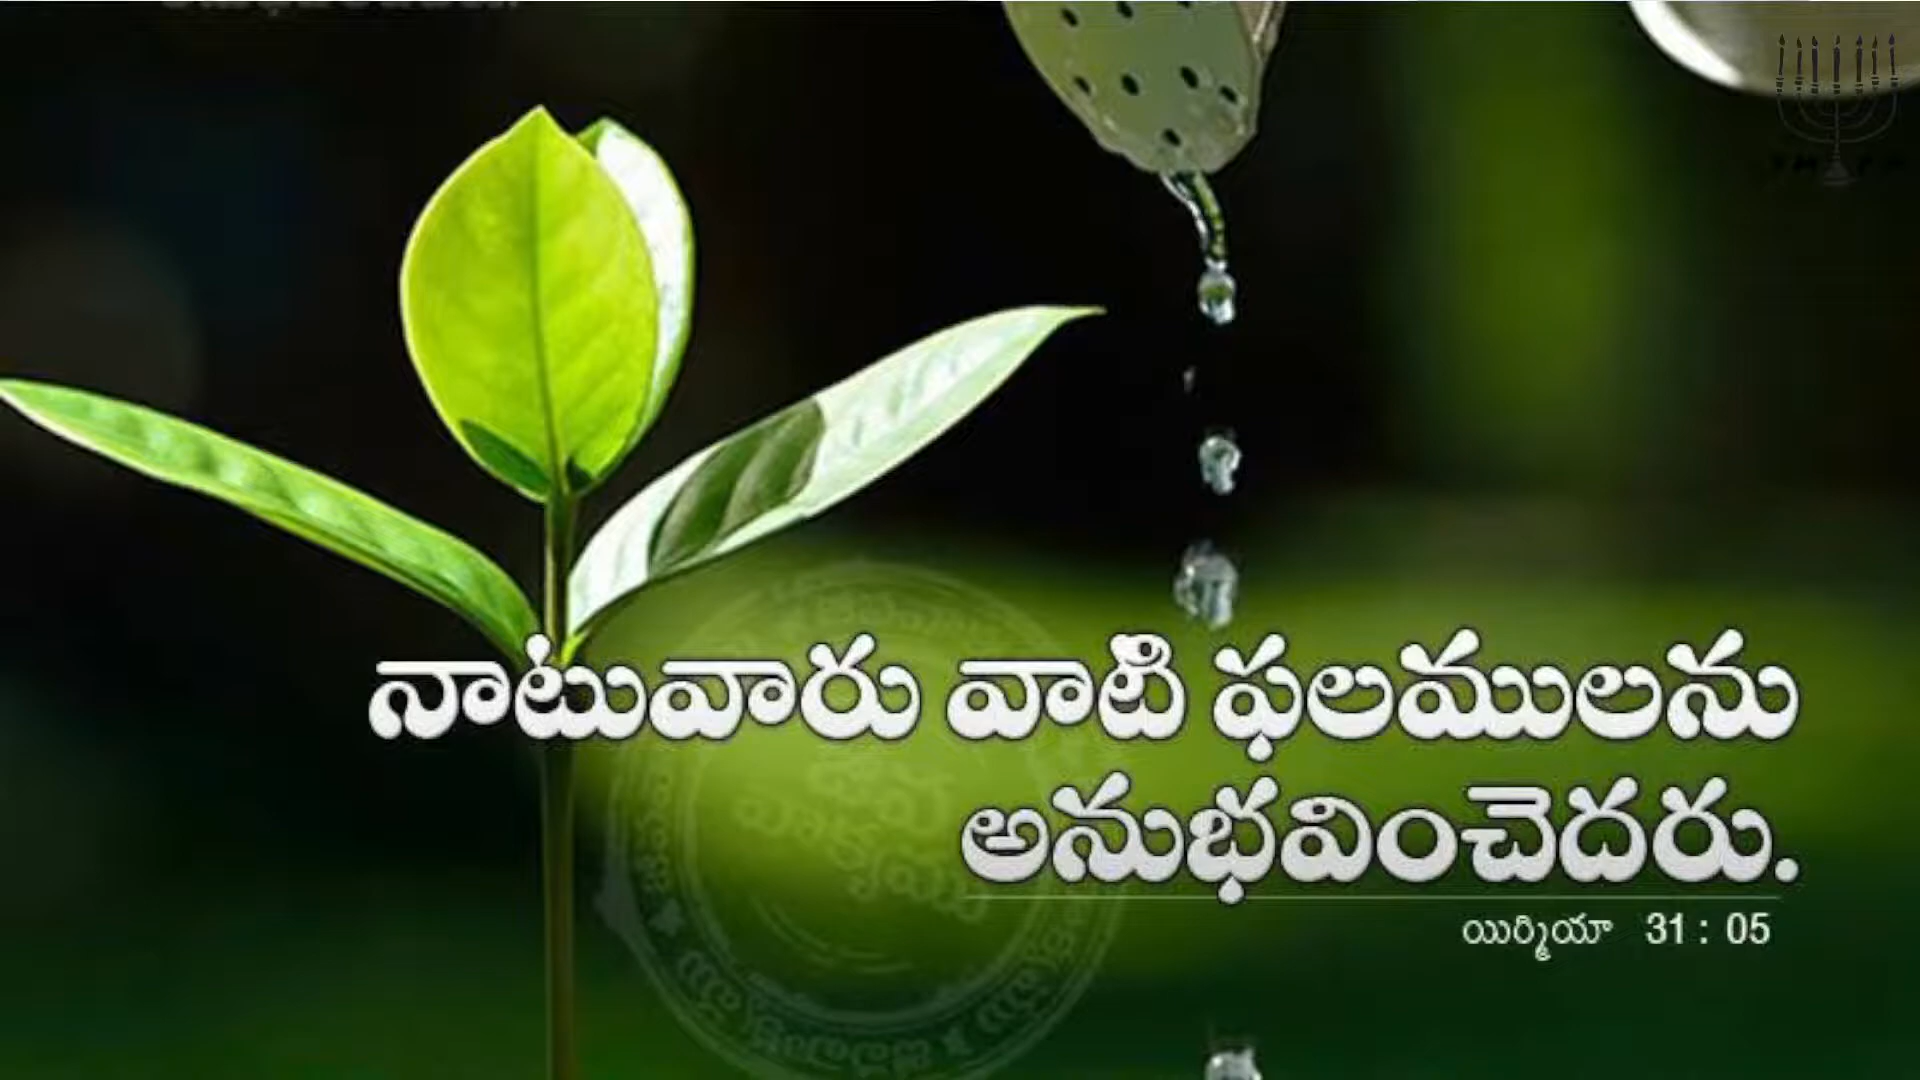 నాటువారు వాటి ఫలములను
అనుభవించెదరు.
యిర్మియా 31 : 05